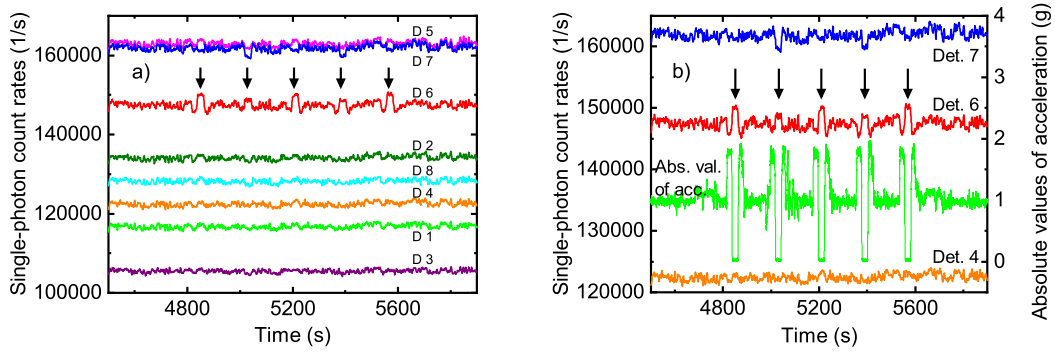 Single-photon count rates (1/s)
160000
140000
120000
100000
a)
D 5
D 7
D 6
D 2
D 8
D 4
D 1
D 3
4800
5200
5600
Time (s)
Single-photon count rates (1/s)
160000
150000
140000
130000
120000
b)
Det. 7
Det. 6
Abs. val.
of acc.
Det. 4
4800
5200
5600
Time (s)
4
3
2
1
0
Absolute values of acceleration (g)